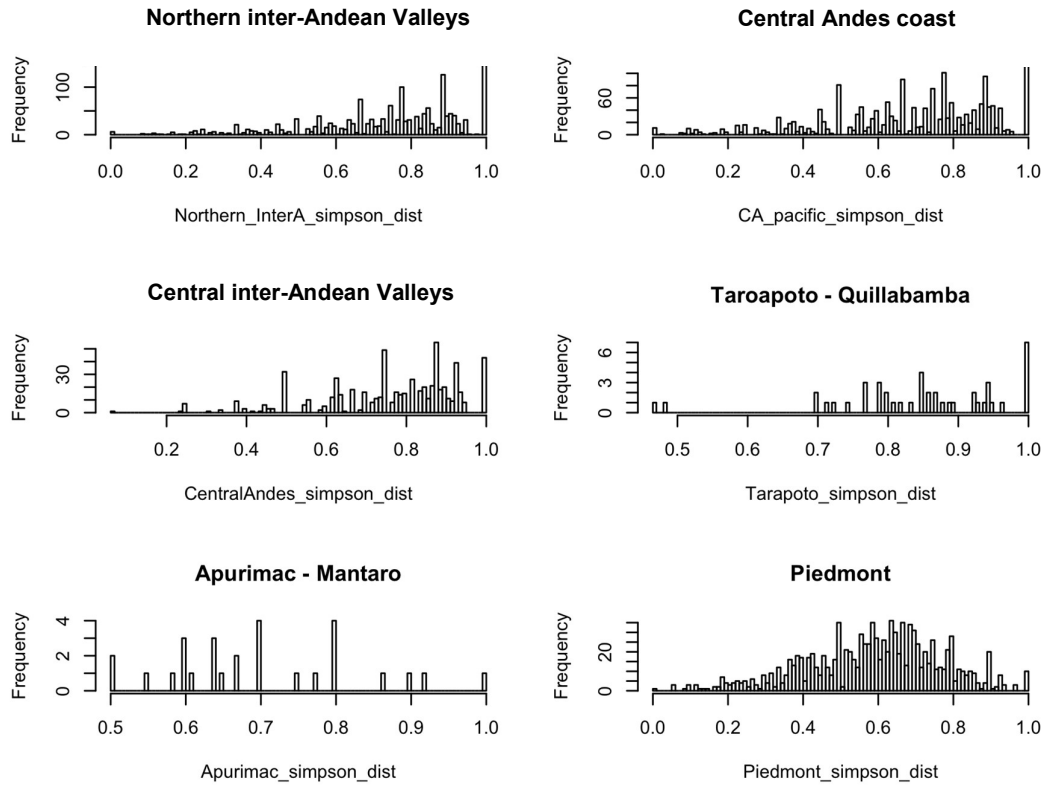 Northern inter-Andean Valleys
Frequency
0 100
0.0 0.2 0.4 0.6 0.8 1.0
Northern_InterA_simpson_dist
Central Andes coast
Frequency
0 60
0.0 0.2 0.4 0.6 0.8 1.0
CA_pacific_simpson_dist
Central inter-Andean Valleys
Frequency
0 30
0.2 0.4 0.6 0.8 1.0
CentralAndes_simpson_dist
Taroapoto - Quillabamba
Frequency
0 3 6
0.5 0.6 0.7 0.8 0.9 1.0
Tarapoto_simpson_dist
Apurimac - Mantaro
Frequency
0 2 4
0.5 0.6 0.7 0.8 0.9 1.0
Apurimac_simpson_dist
Piedmont
Frequency
0 20
0.0 0.2 0.4 0.6 0.8 1.0
Piedmont_simpson_dist